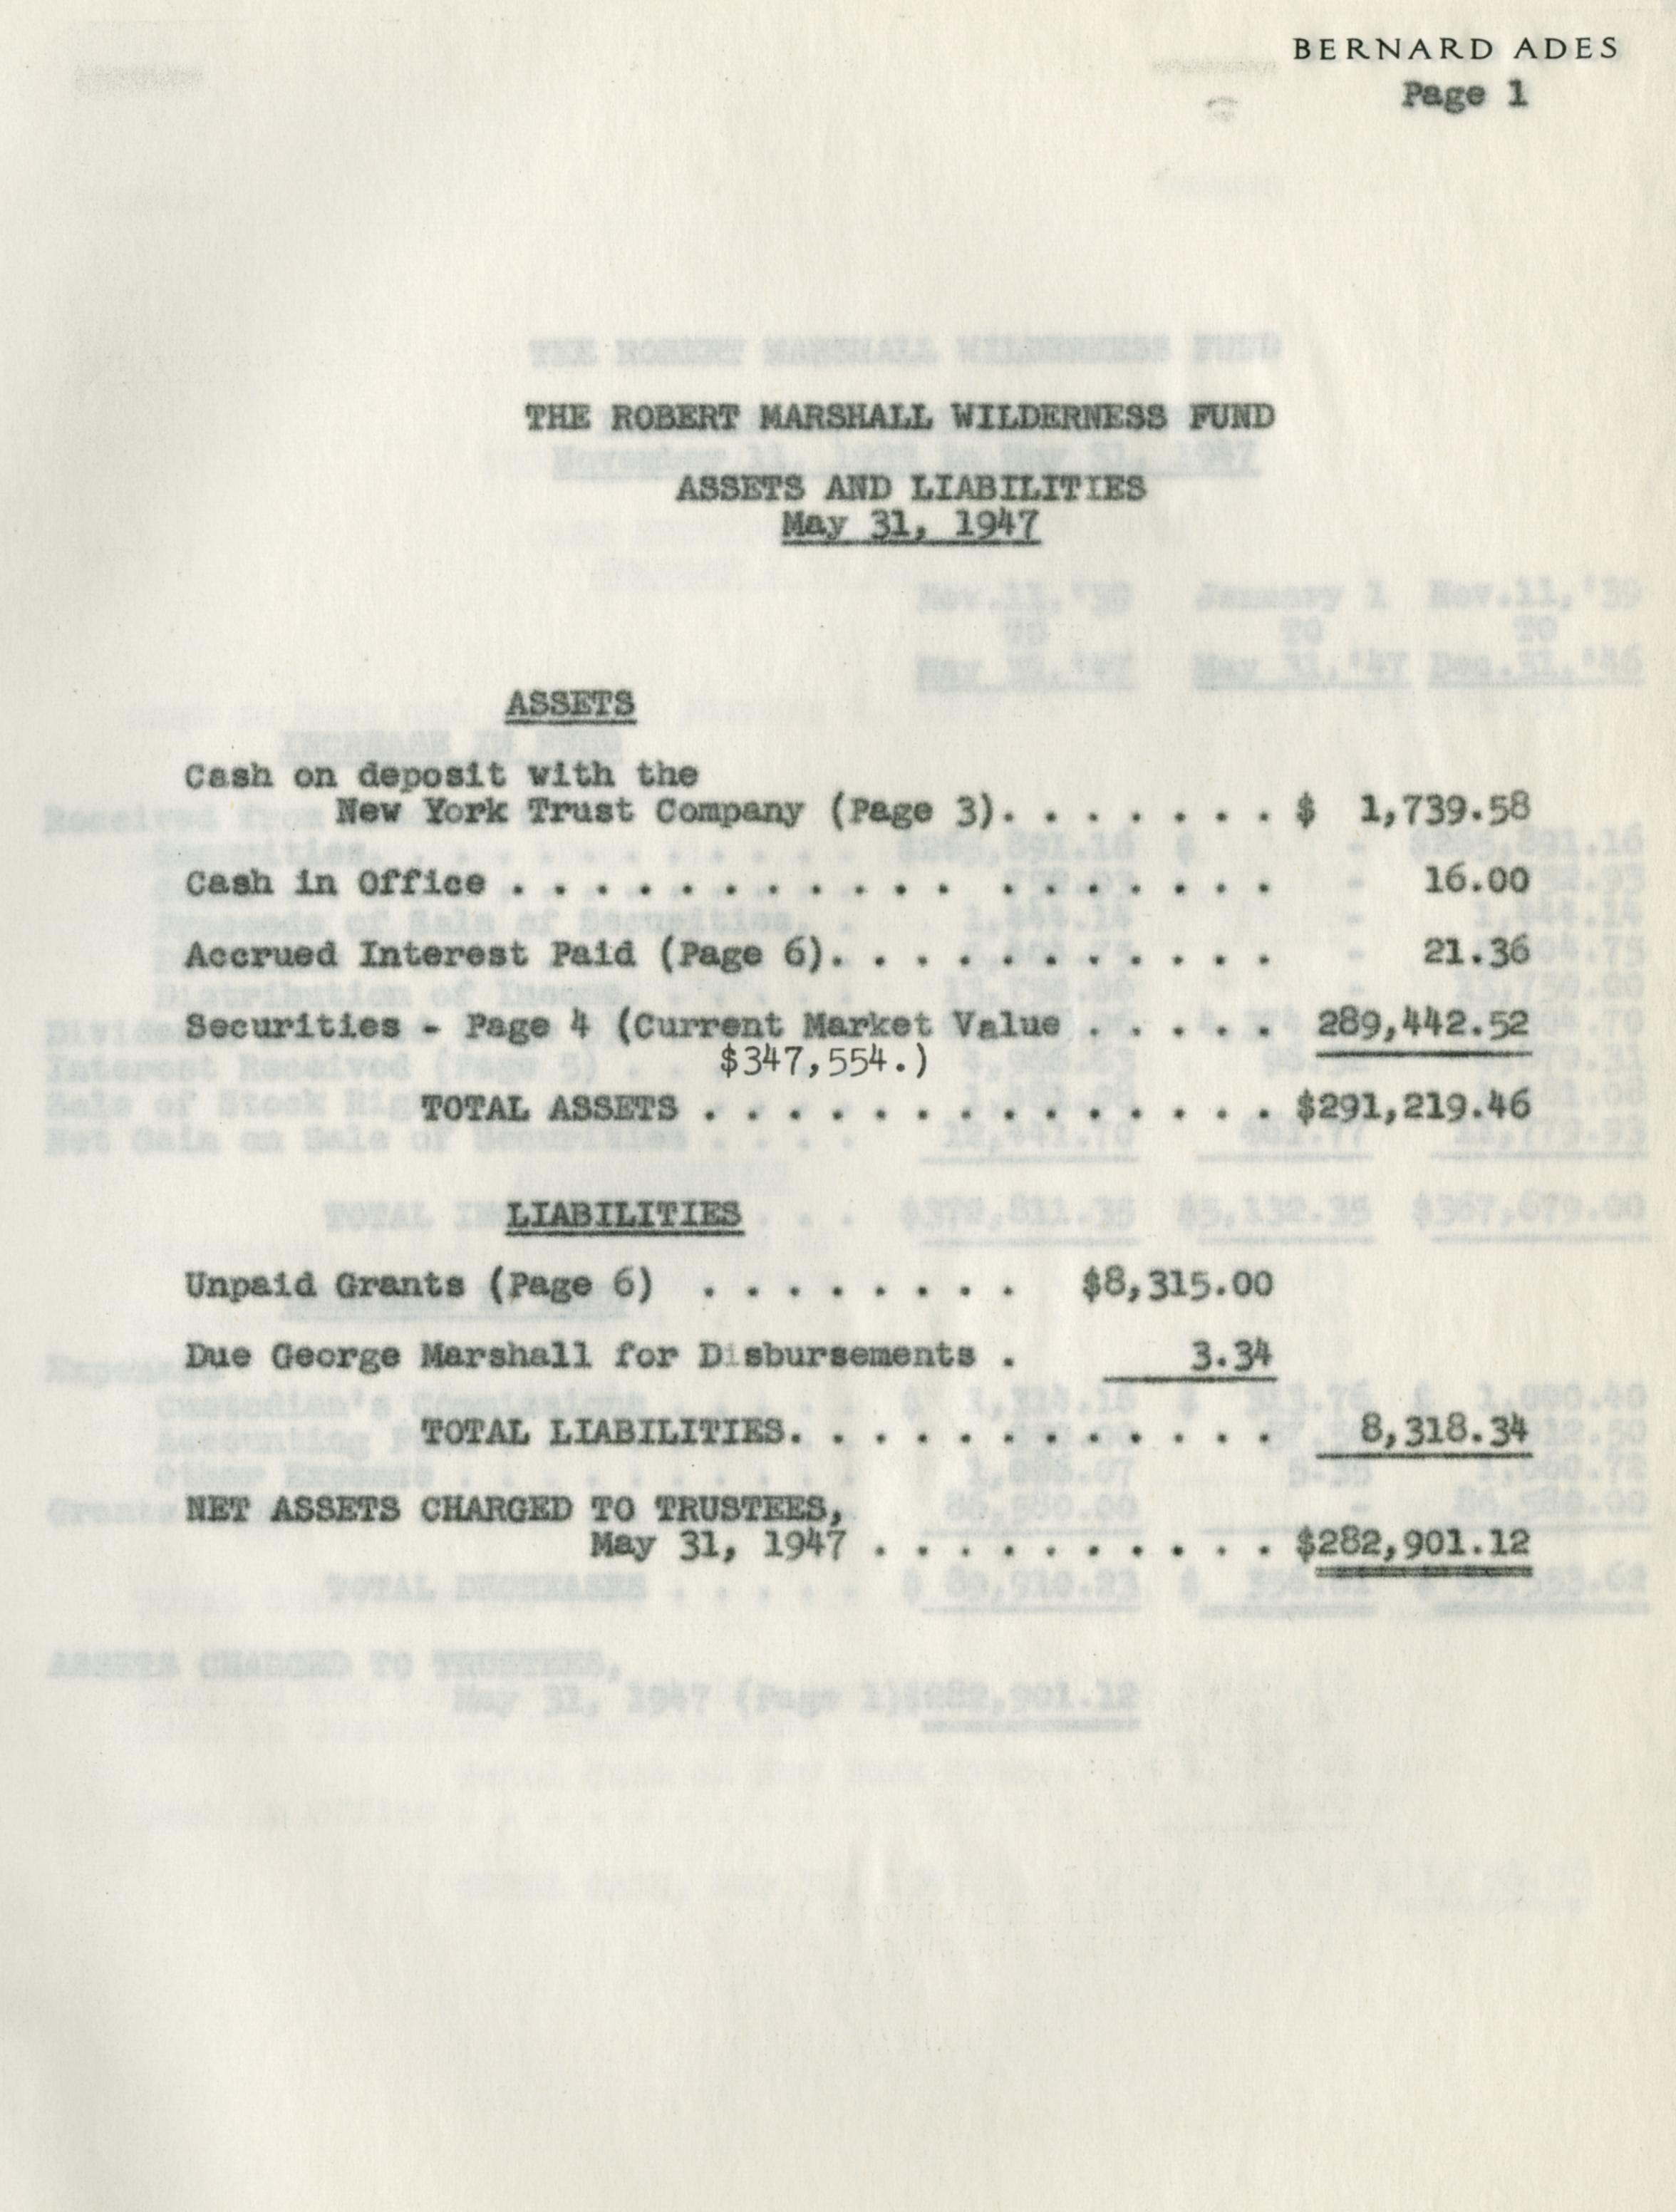 BERNARD ADES
Page 1
THE ROBERT MARSHALL WILDERNESS FUND
ASSETS AND LIABILITIES
May 31, 1947
ASSETS
Cash on deposit with the
New York Trust Company (Page 3). . . . . . . . $ 1,739.58
Cash in Office . . . . . . . . . . . . . . . . . . . . . . . . . . 16.00
Accrued Interest Paid (Page 6). . . . . . . . . . . . . . . . 21.36
Securities - Page 4 (Current Market Value . . . . . . . 289,442.52
$347,554.)
TOTAL ASSETS . . . . . . . . . . . . . . . . . . . . $291,219.46
LIABILITIES
Unpaid Grants (Page 6) . . . . . . . . $8,315.00
Due George Marshall for Disbursements . 3.34
TOTAL LIABILITIES. . . . . . . . . . . . . . . . . 8,318.34
NET ASSETS CHARGED TO TRUSTEES,
May 31, 1947 . . . . . . . . . . . . . . $282,901.12